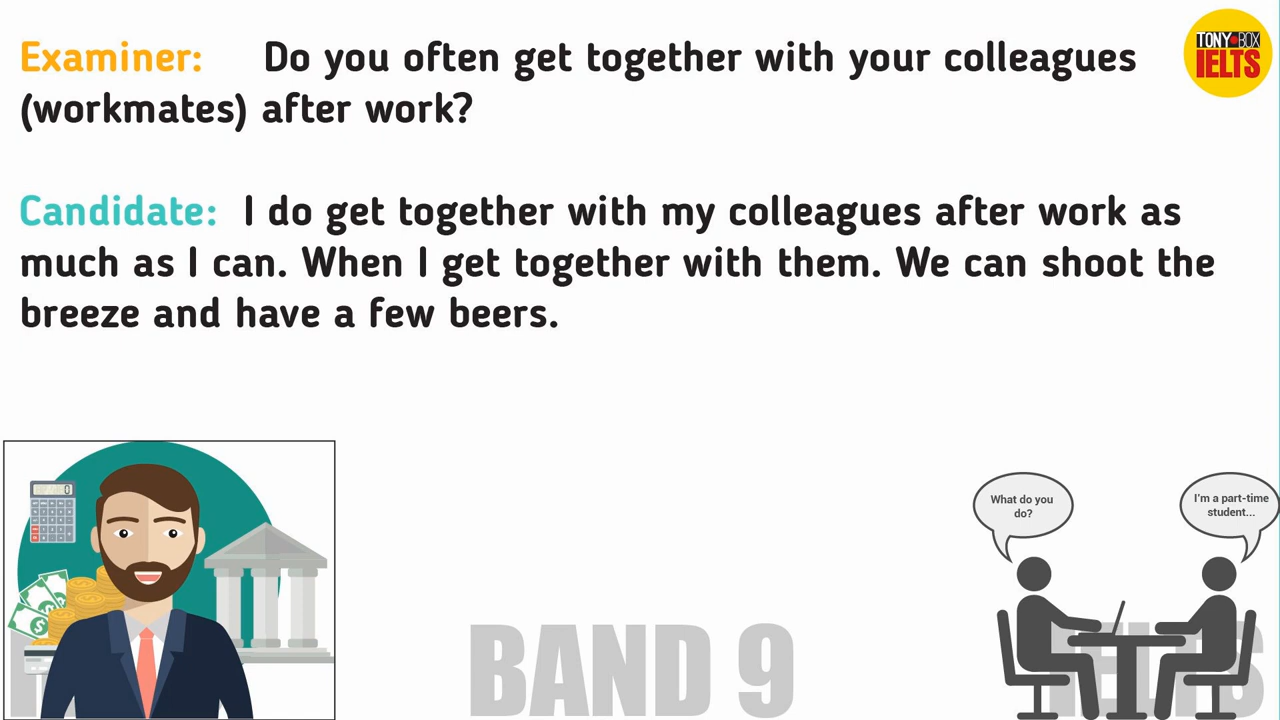 Examiner: Do you often get together with your colleagues
(workmates) after work?
TONY BOX
IELTS
Candidate: I do get together with my colleagues after work as
much as I can. When I get together with them. We can shoot the
breeze and have a few beers.
0
What do you
do?
I'm a part-time
student...
BAND 9
IELTS